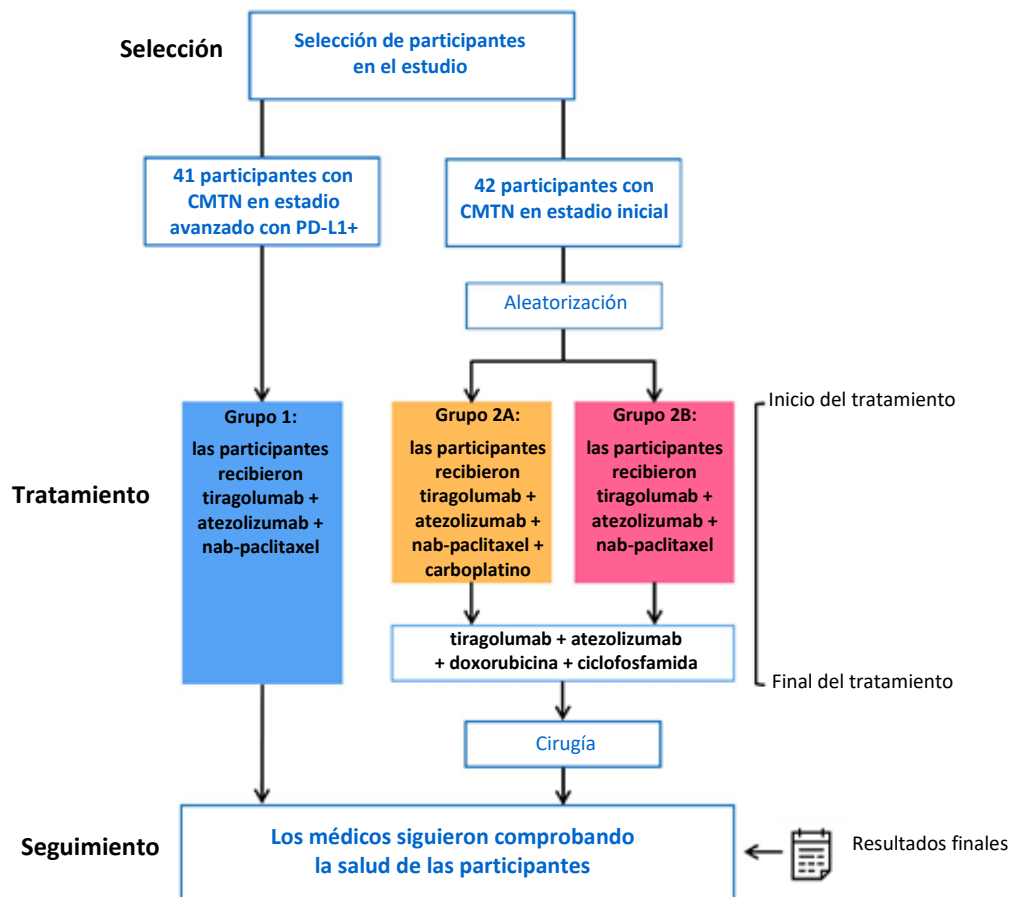 Selección
Selección de participantes
en el estudio
41 participantes con
CMTN en estadio
avanzado con PD-L1+
42 participantes con
CMTN en estadio inicial
Aleatorización
Tratamiento
Grupo 1:
las participantes
recibieron
tiragolumab +
atezolizumab +
nab-paclitaxel
Grupo 2A:
las participantes
recibieron
tiragolumab +
atezolizumab +
nab-paclitaxel +
carboplatino
Grupo 2B:
las participantes
recibieron
tiragolumab +
atezolizumab +
nab-paclitaxel
Inicio del tratamiento
tiragolumab + atezolizumab
+ doxorubicina + ciclofosfamida
Final del tratamiento
Cirugía
Seguimiento
Los médicos siguieron comprobando
la salud de las participantes
Resultados finales